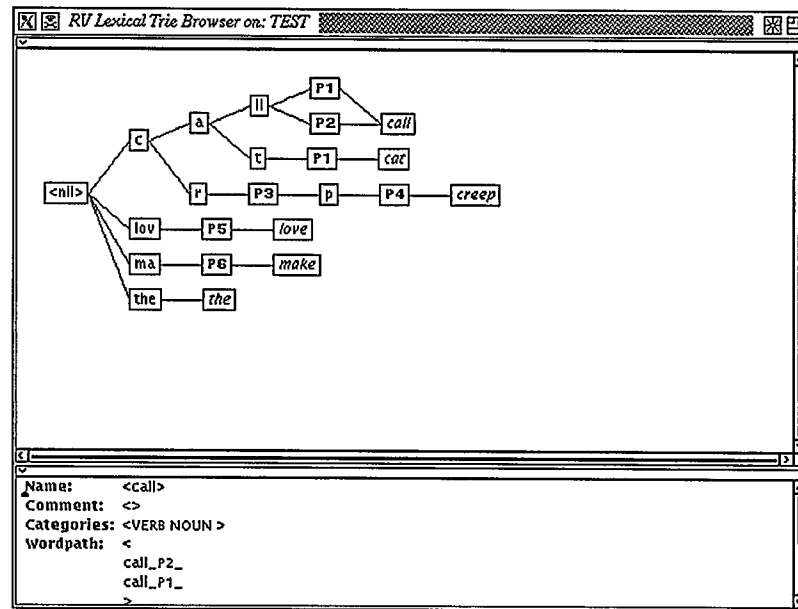 RV Lexical Trie Browser on: TEST
P1
ll
P2
call
a
c
t
P1
cat
<nil>
r
P3
p
P4
creep
lov
P5
love
ma
P6
make
the
the
Name: <call>
Comment: <>
Categories: <VERB NOUN >
Wordpath: <
call_P2_
call_P1_
>